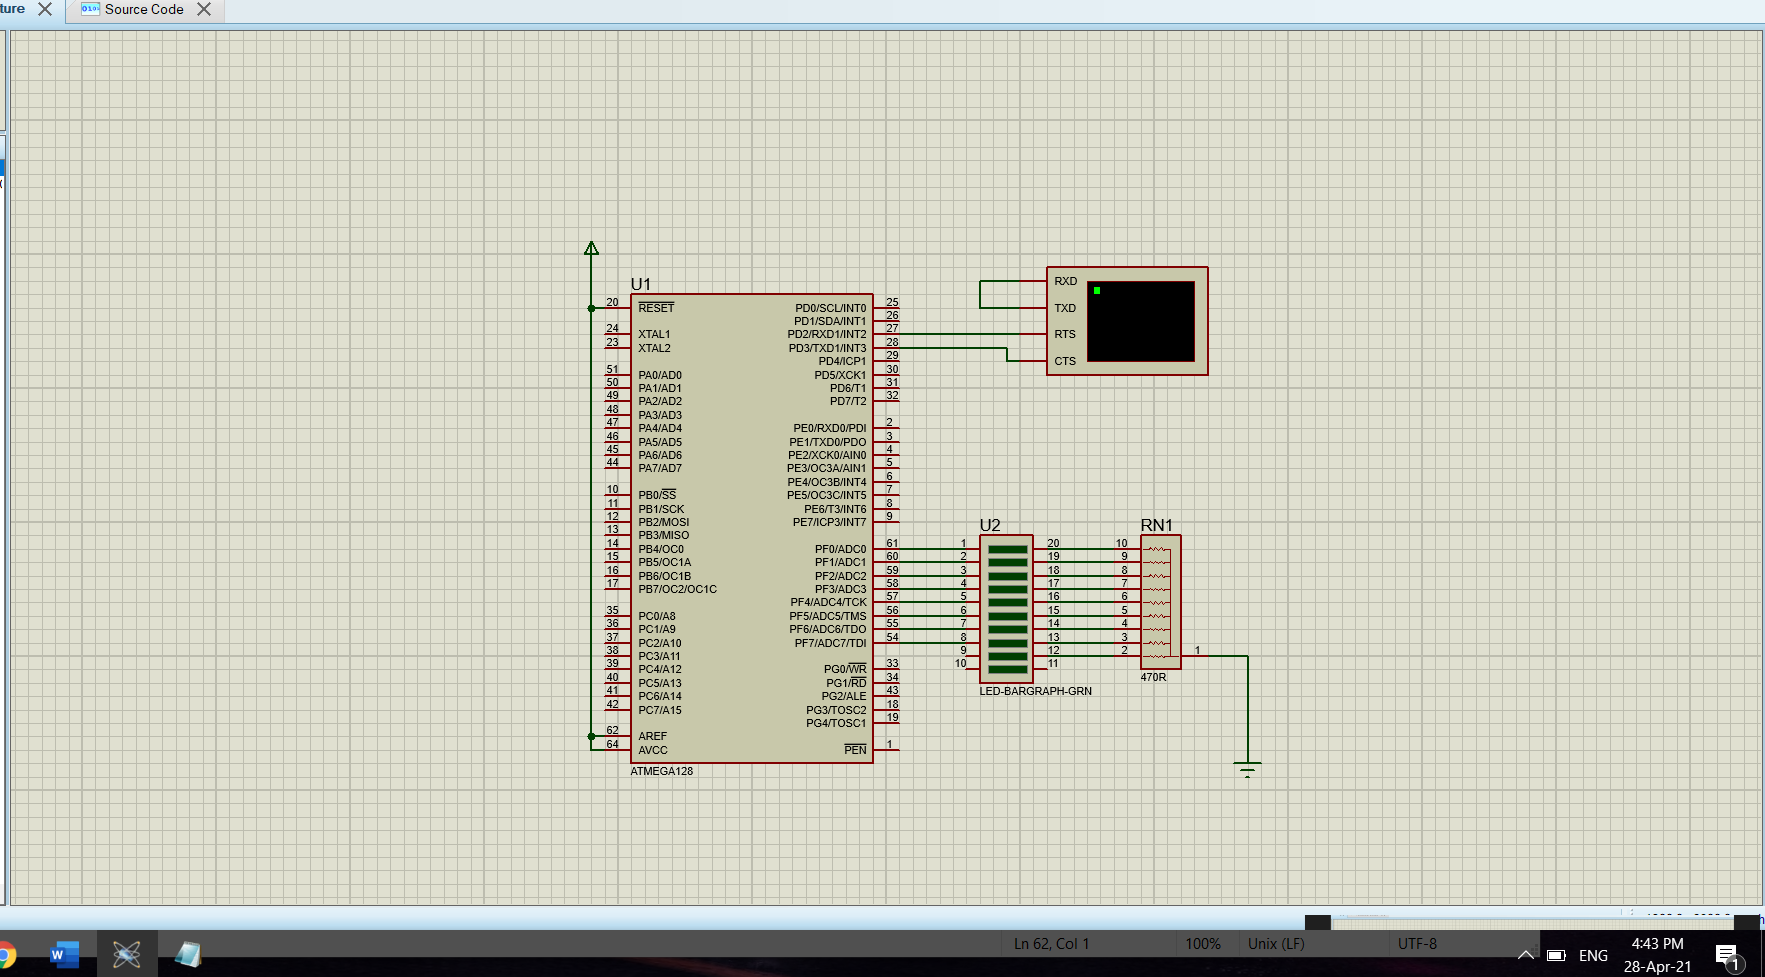 ture
Source Code
U1
20 RESET
24 XTAL1
23 XTAL2
51 PA0/AD0
50 PA1/AD1
49 PA2/AD2
48 PA3/AD3
47 PA4/AD4
46 PA5/AD5
45 PA6/AD6
44 PA7/AD7
10 PB0/SS
11 PB1/SCK
12 PB2/MOSI
13 PB3/MISO
14 PB4/OC0
15 PB5/OC1A
16 PB6/OC1B
17 PB7/OC2/OC1C
35 PC0/A8
36 PC1/A9
37 PC2/A10
38 PC3/A11
39 PC4/A12
40 PC5/A13
41 PC6/A14
42 PC7/A15
62 AREF
64 AVCC
PD0/SCL/INT0 25
PD1/SDA/INT1 26
PD2/RXD1/INT2 27
PD3/TXD1/INT3 28
PD4/ICP1 29
PD5/XCK1 30
PD6/T1 31
PD7/T2 32
PE0/RXD0/PDI 2
PE1/TXD0/PDO 3
PE2/XCK0/AIN0 4
PE3/OC3A/AIN1 5
PE4/OC3B/INT4 6
PE5/OC3C/INT5 7
PE6/T3/INT6 8
PE7/ICP3/INT7 9
PF0/ADC0 61
PF1/ADC1 60
PF2/ADC2 59
PF3/ADC3 58
PF4/ADC4/TCK 57
PF5/ADC5/TMS 56
PF6/ADC6/TDO 55
PF7/ADC7/TDI 54
PG0/WR 33
PG1/RD 34
PG2/ALE 43
PG3/TOSC2 18
PG4/TOSC1 19
PEN 1
ATMEGA128
RXD
TXD
RTS
CTS
U2
1 20
2 19
3 18
4 17
5 16
6 15
7 14
8 13
9 12
10 11
LED-BARGRAPH-GRN
RN1
10
9
8
7
6
5
4
3
2 1
470R
Ln 62, Col 1 100% Unix (LF) UTF-8
ENG
4:43 PM
28-Apr-21
1